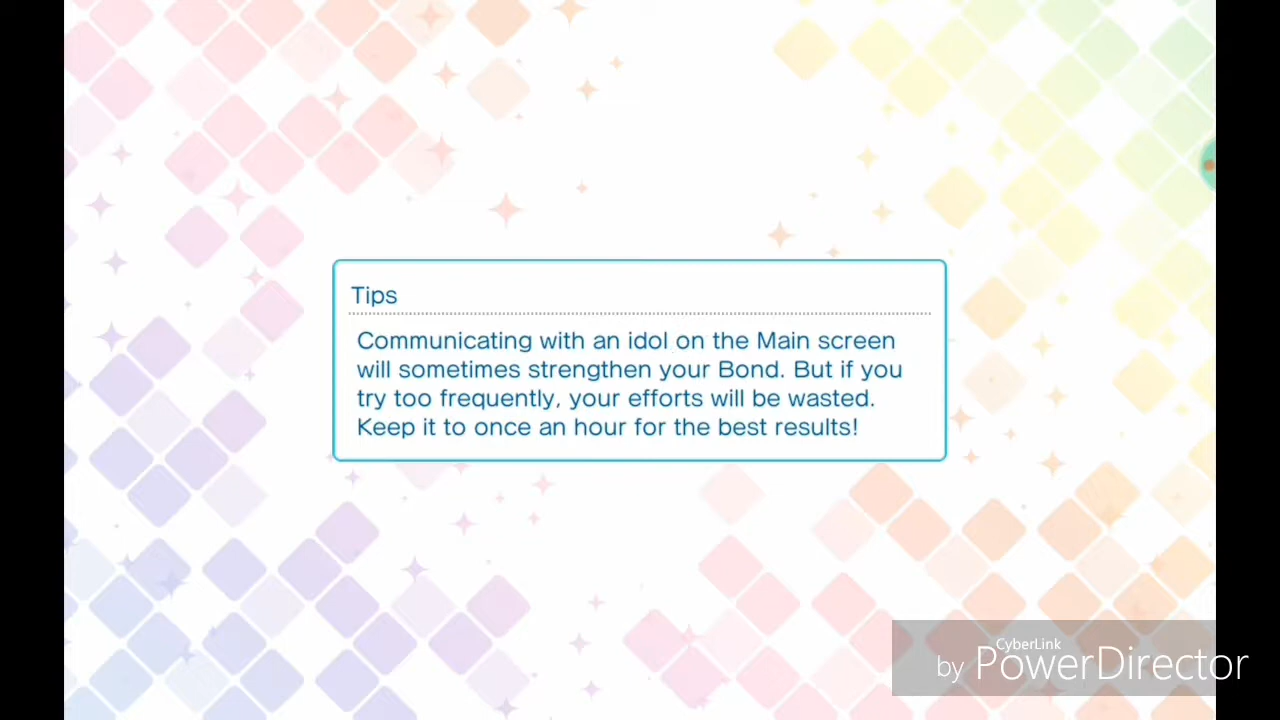 Tips
Communicating with an idol on the Main screen
will sometimes strengthen your Bond. But if you
try too frequently, your efforts will be wasted.
Keep it to once an hour for the best results!
CyberLink
by PowerDirector